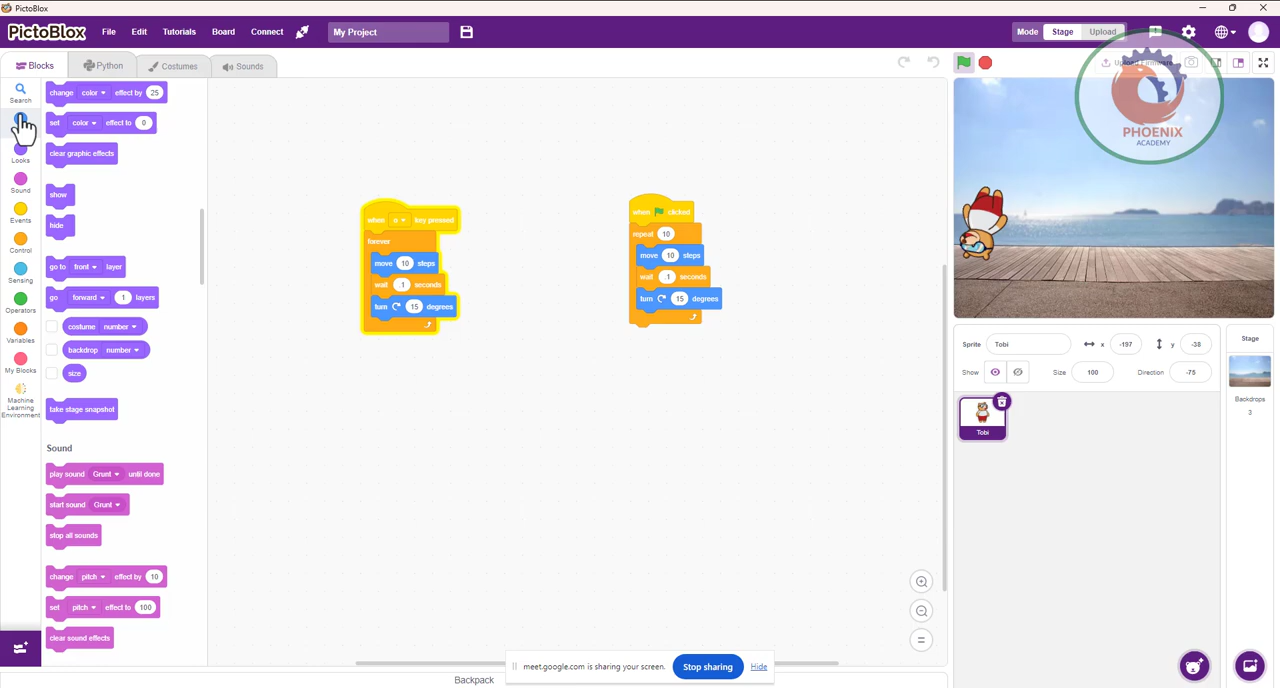 PictoBlox
PictoBlox File Edit Tutorials Board Connect My Project Mode Stage Upload
Blocks Python Costumes Sounds Upload Firmware
Search
Looks
Sound
Events
Control
Sensing
Operators
Variables
My Blocks
Machine
Learning
Environment
change color effect by 25
set color effect to 0
clear graphic effects
show
hide
go to front layer
go forward 1 layers
costume number
backdrop number
size
take stage snapshot
Sound
play sound Grunt until done
start sound Grunt
stop all sounds
change pitch effect by 10
set pitch effect to 100
clear sound effects
when key pressed
forever
move 10 steps
wait 1 seconds
turn 15 degrees
when clicked
repeat 10
move 10 steps
wait 1 seconds
turn 15 degrees
PHOENIX
ACADEMY
Sprite Tobi x -197 y -38
Show Size 100 Direction -75
Tobi
Stage
Backdrops
3
meet.google.com is sharing your screen. Stop sharing Hide
Backpack